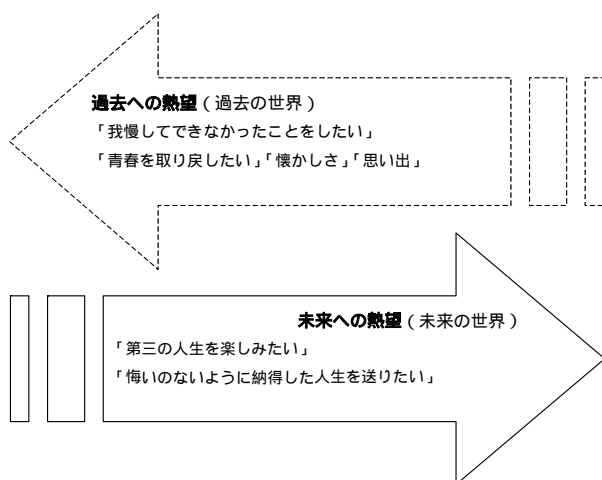 過去への熱望(過去の世界)
「我慢してできなかったことをしたい」
「青春を取り戻したい」「懐かしさ」「思い出」
未来への熱望(未来の世界)
「第三の人生を楽しみたい」
「悔いのないように納得した人生を送りたい」